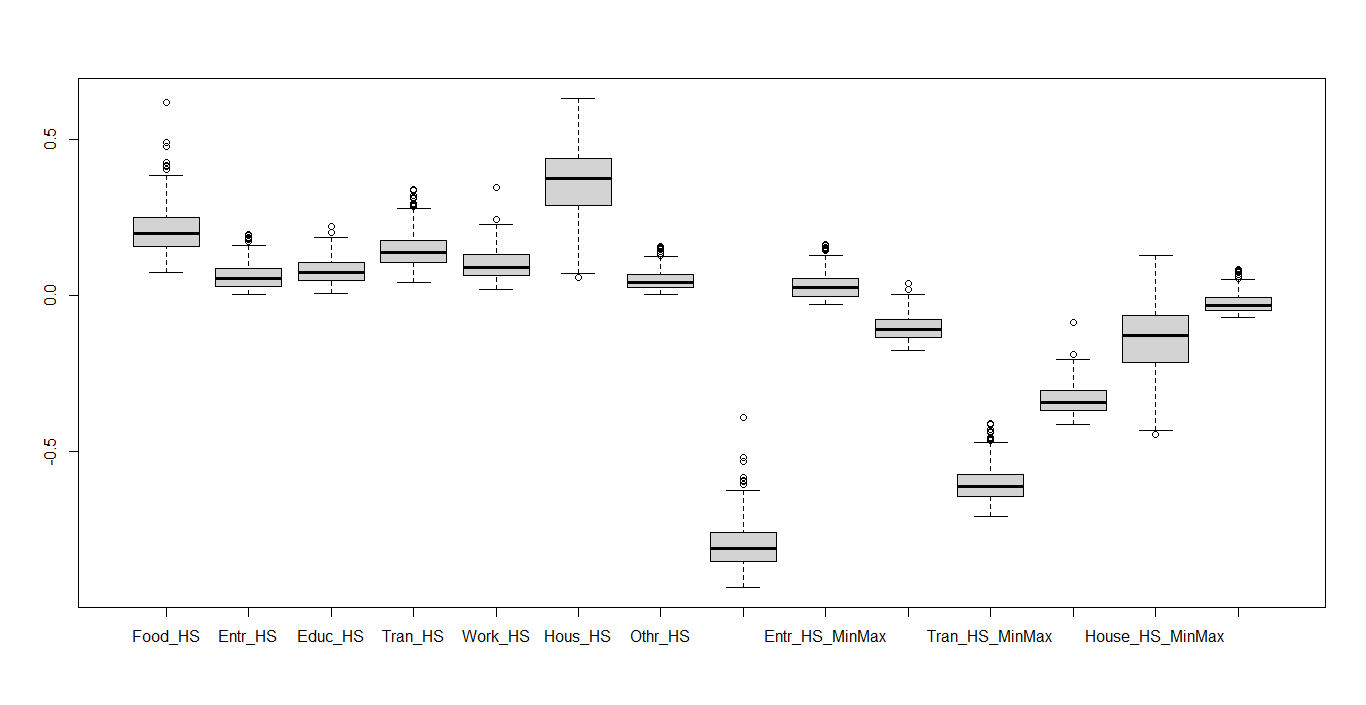 0.5
0.0
-0.5
Food_HS Entr_HS Educ_HS Tran_HS Work_HS Hous_HS Othr_HS Entr_HS_MinMax Tran_HS_MinMax House_HS_MinMax